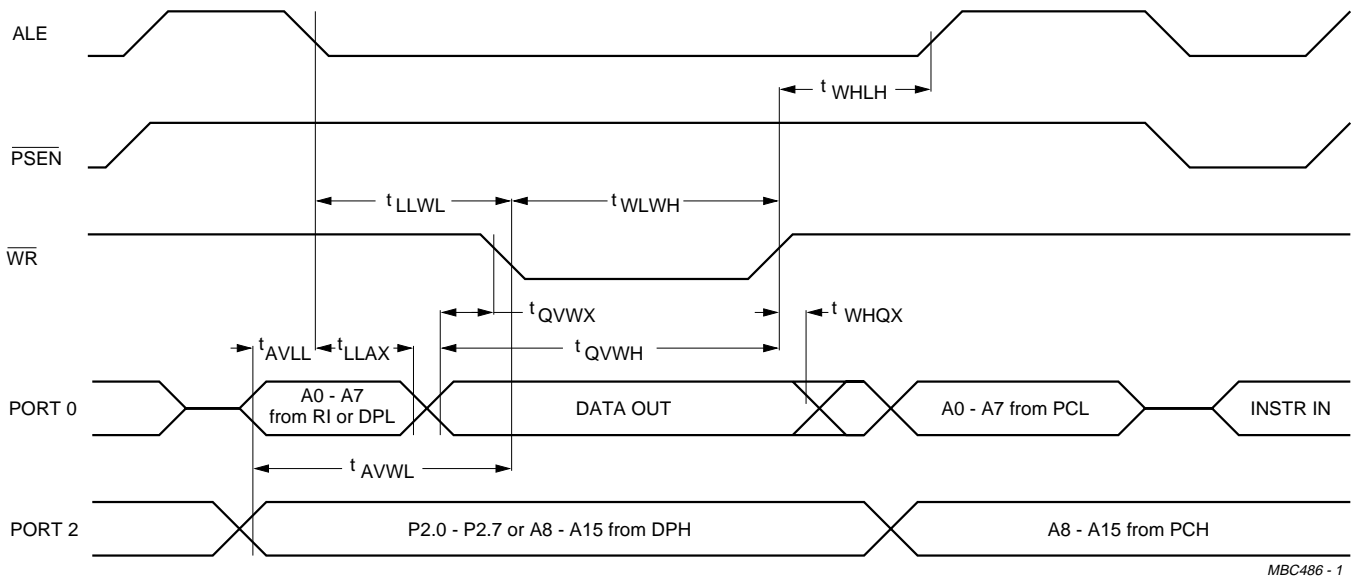 ALE
t WHLH
PSEN
t LLWL
t WLWH
WR
t QVWX
t WHQX
t AVLL
t LLAX
t QVWH
PORT 0
A0 - A7
from RI or DPL
DATA OUT
A0 - A7 from PCL
INSTR IN
t AVWL
PORT 2
P2.0 - P2.7 or A8 - A15 from DPH
A8 - A15 from PCH
MBC486 - 1